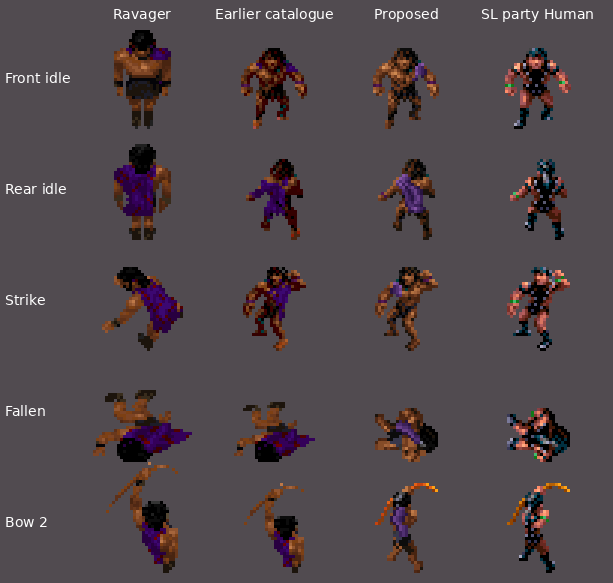 Ravager Earlier catalogue Proposed SL party Human
Front idle
Rear idle
Strike
Fallen
Bow 2